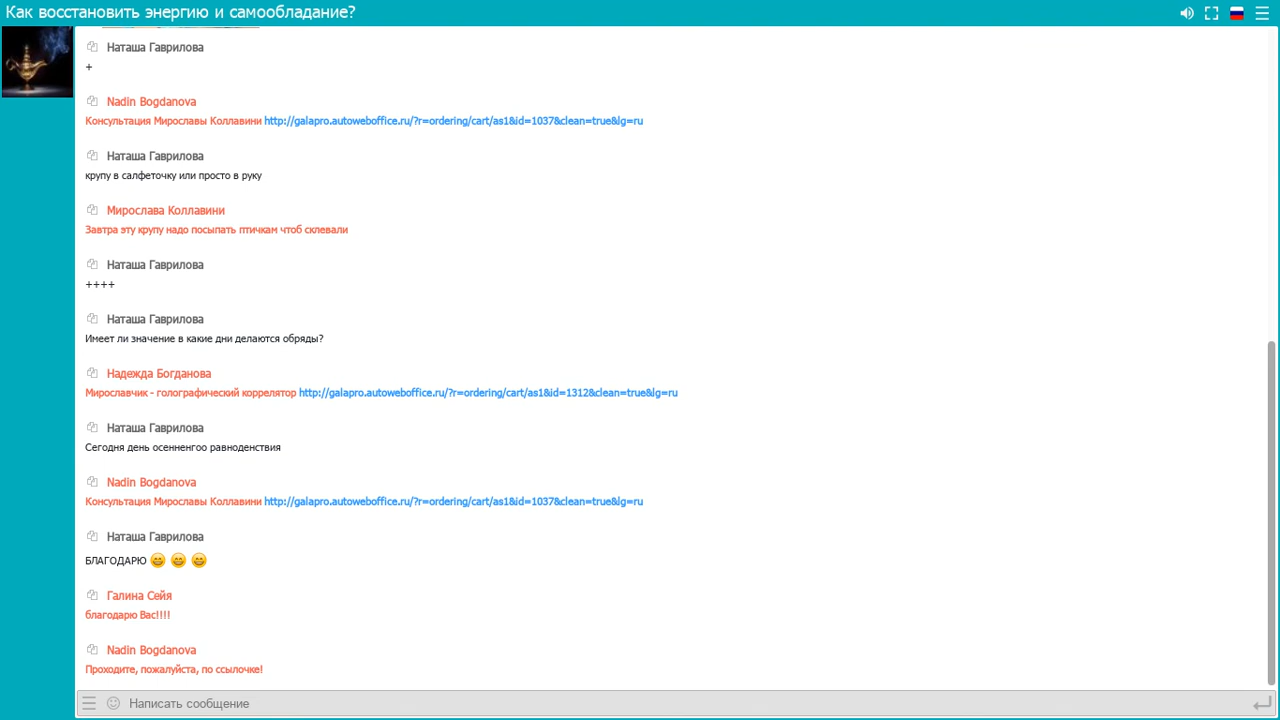 Как восстановить энергию и самообладание?
Наташа Гаврилова
+
Nadin Bogdanova
Консультация Мирославы Коллавини http://galapro.autoweboffice.ru/?r=ordering/cart/as1&id=1037&clean=true&lg=ru
Наташа Гаврилова
крупу в салфеточку или просто в руку
Мирослава Коллавини
Завтра эту крупу надо посыпать птичкам чтоб склевали
Наташа Гаврилова
++++
Наташа Гаврилова
Имеет ли значение в какие дни делаются обряды?
Надежда Богданова
Мирославчик - голографический коррелятор http://galapro.autoweboffice.ru/?r=ordering/cart/as1&id=1312&clean=true&lg=ru
Наташа Гаврилова
Сегодня день осенненгоо равноденствия
Nadin Bogdanova
Консультация Мирославы Коллавини http://galapro.autoweboffice.ru/?r=ordering/cart/as1&id=1037&clean=true&lg=ru
Наташа Гаврилова
БЛАГОДАРЮ 😄 😄 😄
Галина Сейя
благодарю Вас!!!!
Nadin Bogdanova
Проходите, пожалуйста, по ссылочке!
Написать сообщение